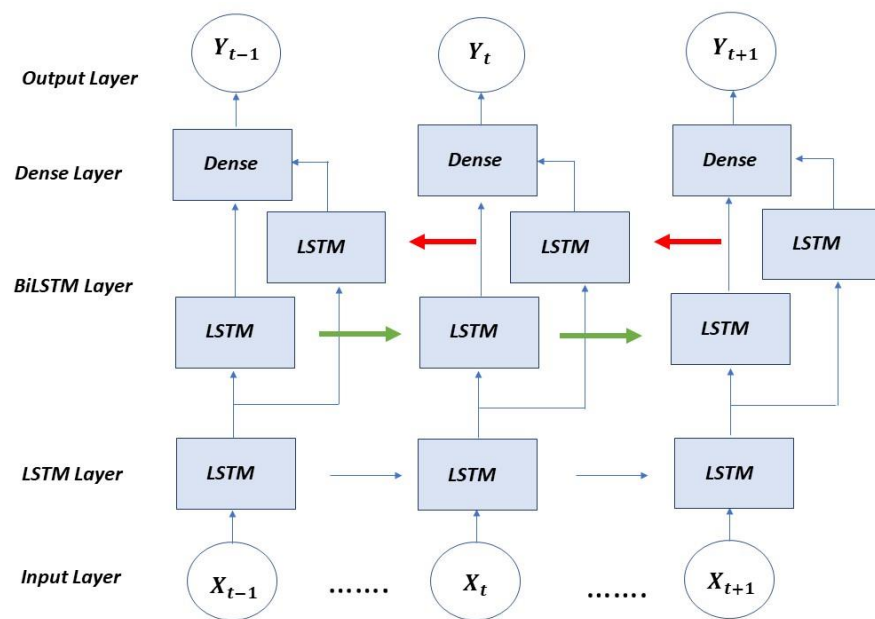 Y_{t-1} Y_t Y_{t+1}
Output Layer
Dense Layer Dense Dense Dense
LSTM LSTM LSTM
BiLSTM Layer
LSTM LSTM LSTM
LSTM Layer LSTM LSTM LSTM
Input Layer X_{t-1} ....... X_t ....... X_{t+1}